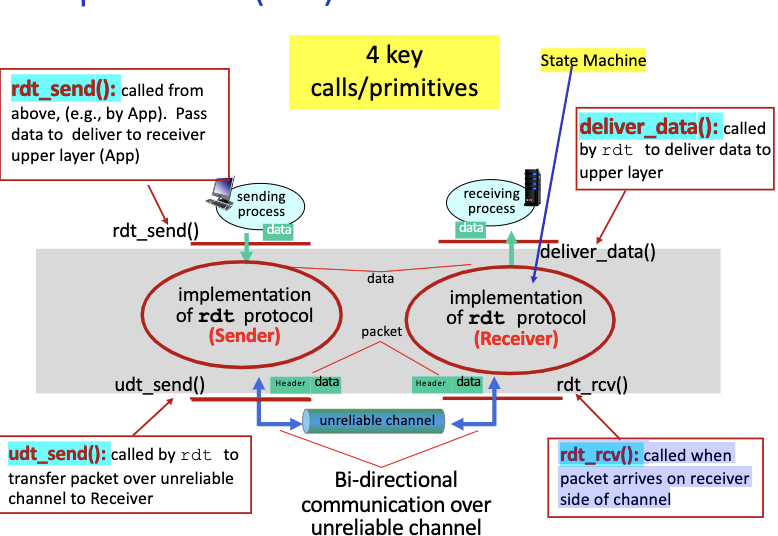 4 key
calls/primitives
State Machine
rdt_send(): called from
above, (e.g., by App). Pass
data to deliver to receiver
upper layer (App)
deliver_data(): called
by rdt to deliver data to
upper layer
sending
process
receiving
process
rdt_send()
data
data
deliver_data()
data
implementation
of rdt protocol
(Sender)
implementation
of rdt protocol
(Receiver)
packet
udt_send()
Header data
Header data
rdt_rcv()
unreliable channel
udt_send(): called by rdt to
transfer packet over unreliable
channel to Receiver
Bi-directional
communication over
unreliable channel
rdt_rcv(): called when
packet arrives on receiver
side of channel